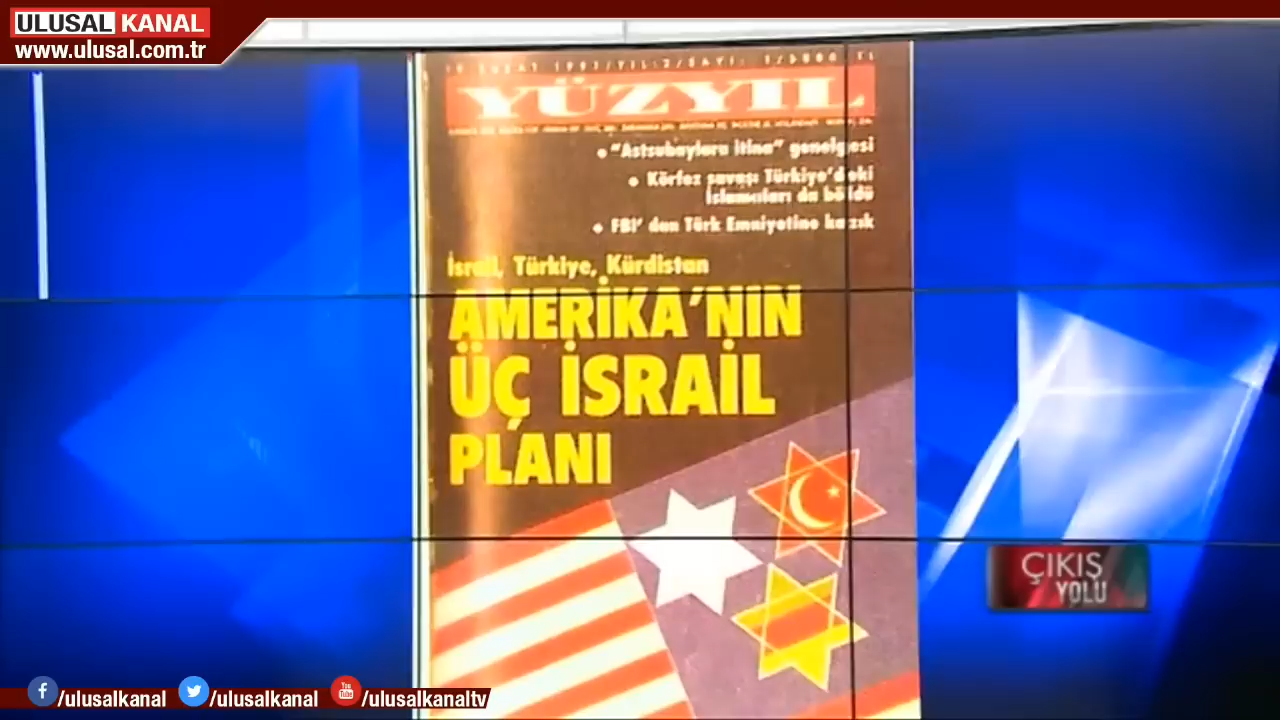 ULUSAL KANAL
www.ulusal.com.tr
YÜZYIL
• "Astsubaylara itina" genelgesi
• Körfez savaşı Türkiye'deki
İslamcıları da böldü
• FBI' dan Türk Emniyetine kazık
İsrail, Türkiye, Kürdistan
AMERİKA'NIN
ÜÇ İSRAİL
PLANI
ÇIKIŞ
YOLU
/ulusalkanal
/ulusalkanal
/ulusalkanaltv